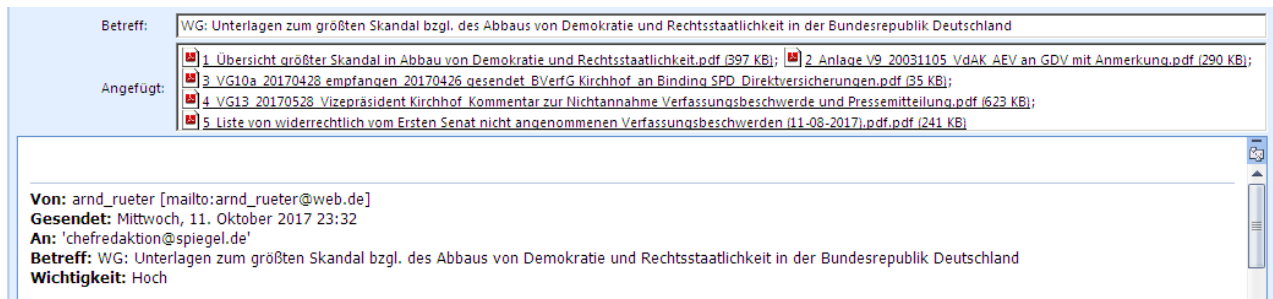 Betreff: WG: Unterlagen zum größten Skandal bzgl. des Abbaus von Demokratie und Rechtsstaatlichkeit in der Bundesrepublik Deutschland
1_Übersicht größter Skandal in Abbau von Demokratie und Rechtsstaatlichkeit.pdf (397 KB); 2_Anlage V9_20031105_VdAK_AEV an GDV mit Anmerkung.pdf (290 KB);
Angefügt: 3_VG10a_20170428 empfangen_20170426 gesendet_BVerfG Kirchhof_an Binding SPD_Direktversicherungen.pdf (35 KB);
4_VG13_20170528_Vizepräsident Kirchhof_Kommentar zur Nichtannahme Verfassungsbeschwerde und Pressemitteilung.pdf (623 KB);
5_Liste von widerrechtlich vom Ersten Senat nicht angenommenen Verfassungsbeschwerden (11-08-2017).pdf.pdf (241 KB)
Von: arnd_rueter [mailto:arnd_rueter@web.de]
Gesendet: Mittwoch, 11. Oktober 2017 23:32
An: 'chefredaktion@spiegel.de'
Betreff: WG: Unterlagen zum größten Skandal bzgl. des Abbaus von Demokratie und Rechtsstaatlichkeit in der Bundesrepublik Deutschland
Wichtigkeit: Hoch